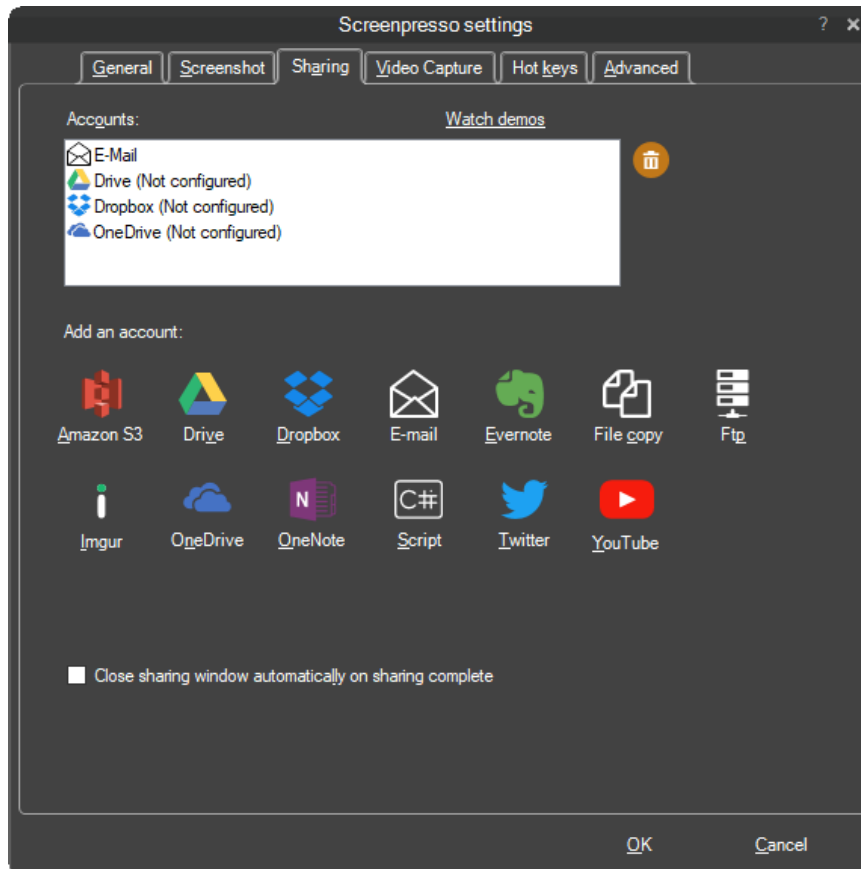 Screenpresso settings ?
General Screenshot Sharing Video Capture Hot keys Advanced
Accounts: Watch demos
E-Mail
Drive (Not configured)
Dropbox (Not configured)
OneDrive (Not configured)
Add an account:
Amazon S3 Drive Dropbox E-mail Evernote File copy Ftp
N C#
Imgur OneDrive OneNote Script Twitter YouTube
Close sharing window automatically on sharing complete
OK Cancel